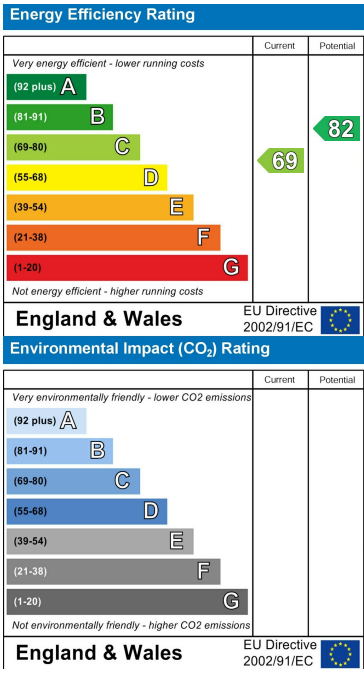 Energy Efficiency Rating
Current Potential
Very energy efficient - lower running costs
(92 plus) A
(81-91) B
(69-80) C
(55-68) D
(39-54) E
(21-38) F
(1-20) G
69
82
Not energy efficient - higher running costs
England & Wales
EU Directive
2002/91/EC
Environmental Impact (CO₂) Rating
Current Potential
Very environmentally friendly - lower CO2 emissions
(92 plus) A
(81-91) B
(69-80) C
(55-68) D
(39-54) E
(21-38) F
(1-20) G
Not environmentally friendly - higher CO2 emissions
England & Wales
EU Directive
2002/91/EC